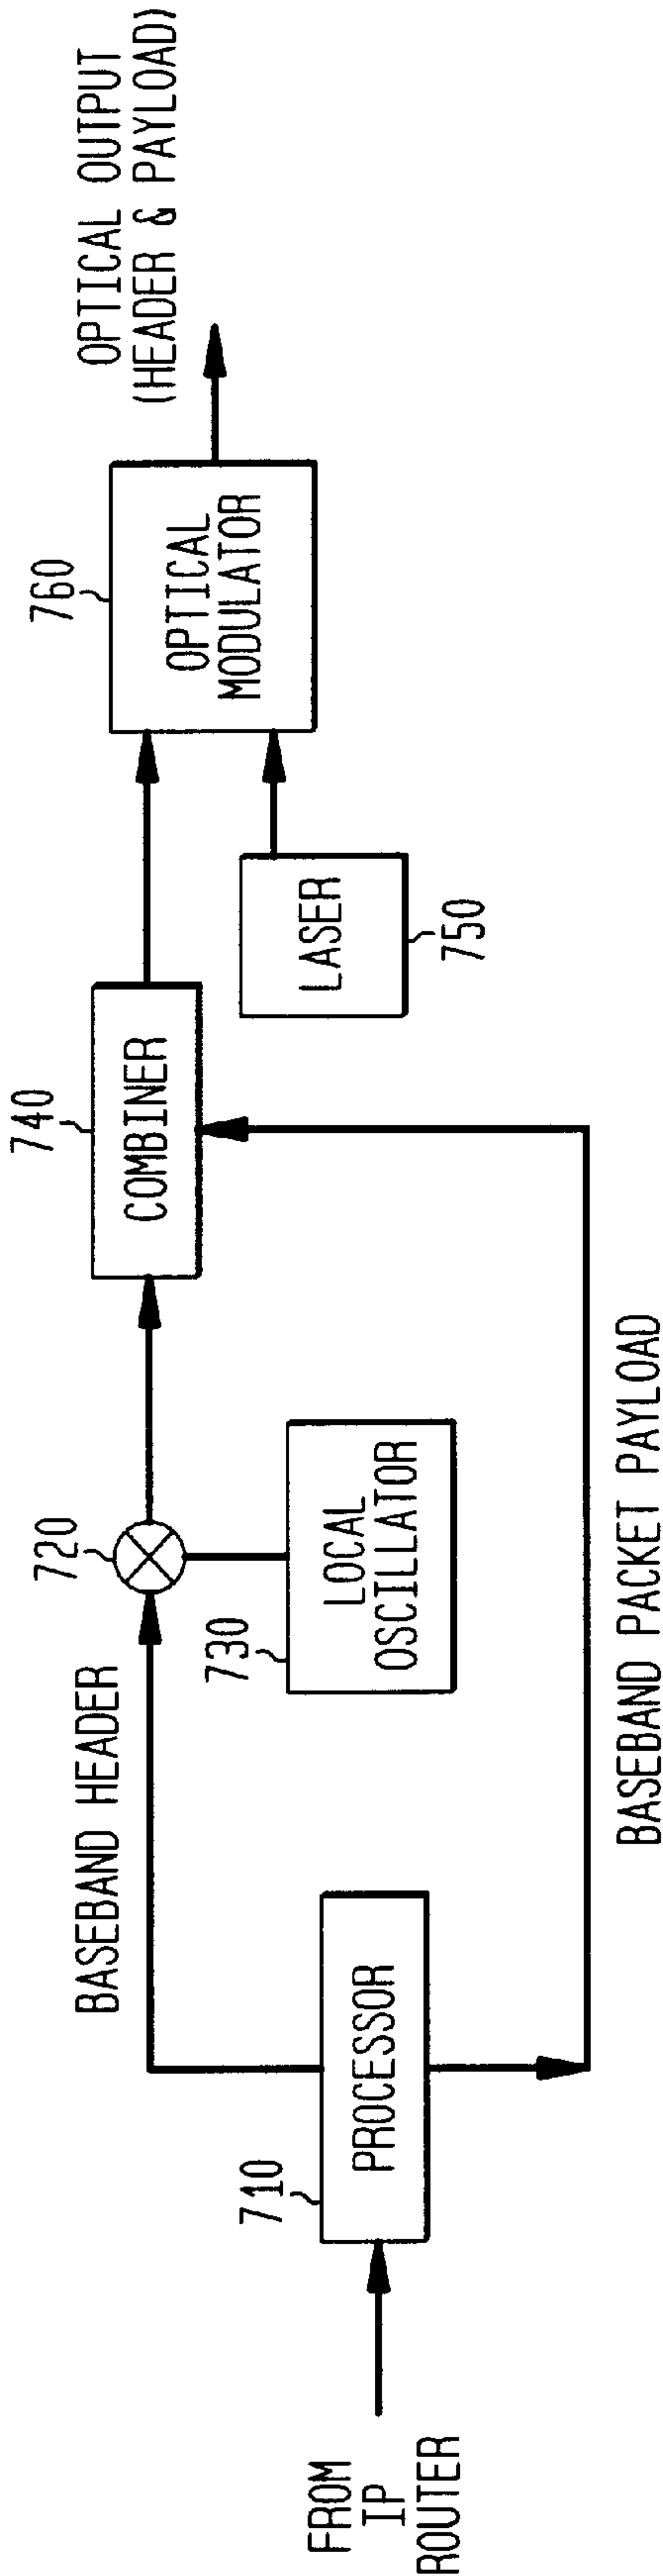 FROM
IP
ROUTER
710
PROCESSOR
BASEBAND HEADER
720
730
LOCAL
OSCILLATOR
BASEBAND PACKET PAYLOAD
740
COMBINER
LASER
750
760
OPTICAL
MODULATOR
OPTICAL OUTPUT
(HEADER & PAYLOAD)